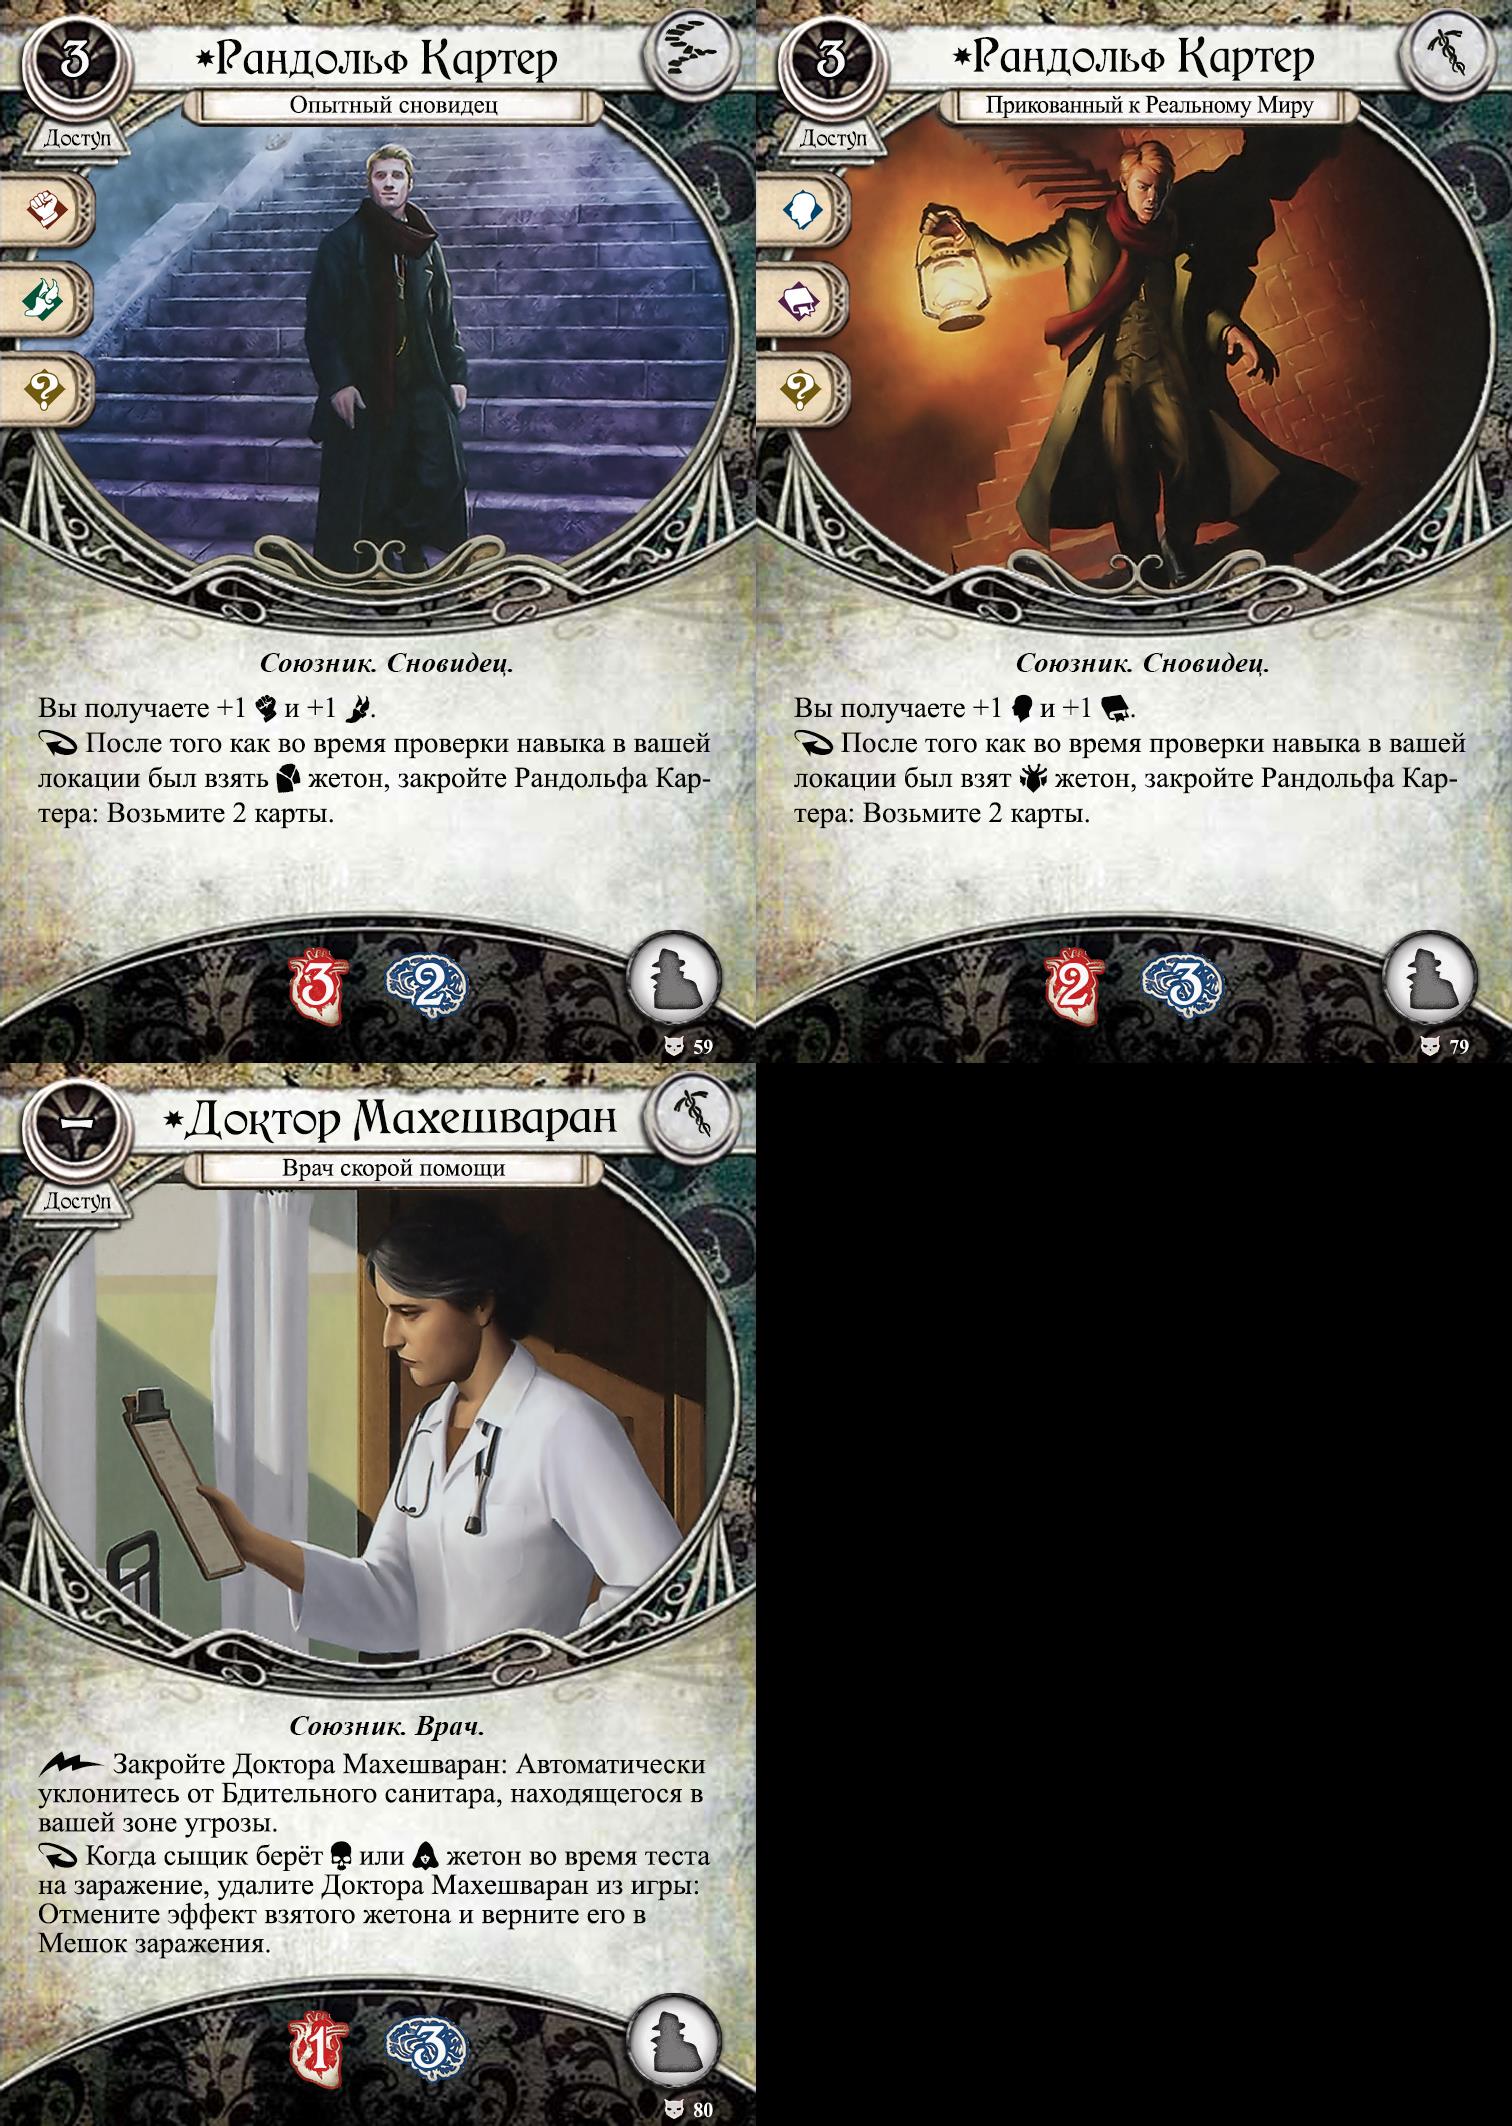 3
Рандольф Картер
Опытный сновидец
Доступ
Союзник. Сновидец.
Вы получаете +1 и +1 .
После того как во время проверки навыка в вашей
локации был взять жетон, закройте Рандольфа Кар-
тера: Возьмите 2 карты.
3 2
59
3
Рандольф Картер
Прикованный к Реальному Миру
Доступ
Союзник. Сновидец.
Вы получаете +1 и +1 .
После того как во время проверки навыка в вашей
локации был взят жетон, закройте Рандольфа Кар-
тера: Возьмите 2 карты.
2 3
79
–
Доктор Махешваран
Врач скорой помощи
Доступ
Союзник. Врач.
Закройте Доктора Махешваран: Автоматически
уклонитесь от Бдительного санитара, находящегося в
вашей зоне угрозы.
Когда сыщик берёт или жетон во время теста
на заражение, удалите Доктора Махешваран из игры:
Отмените эффект взятого жетона и верните его в
Мешок заражения.
1 3
80